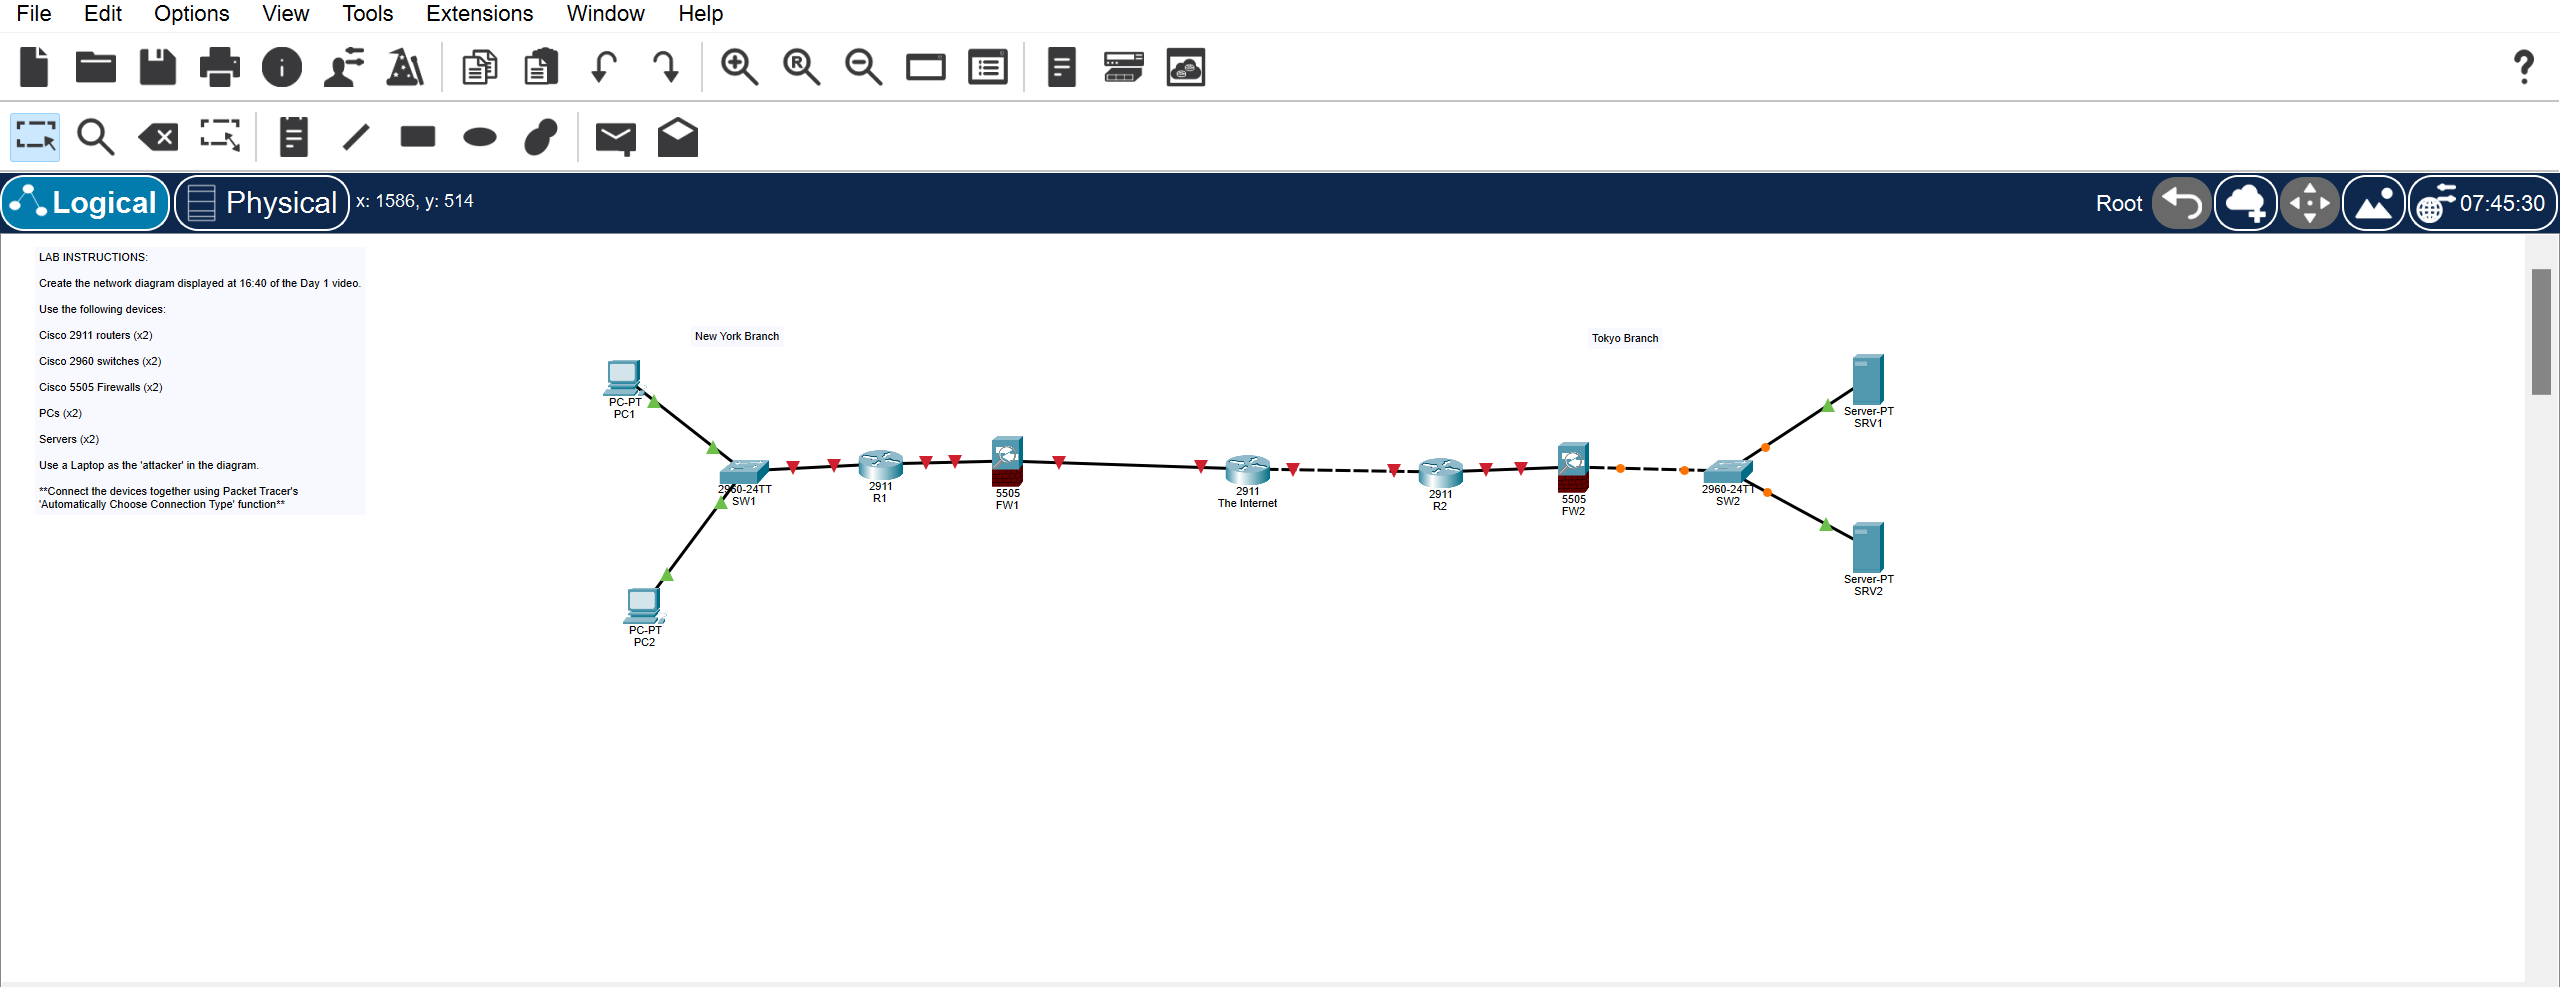 File Edit Options View Tools Extensions Window Help
Logical Physical x: 1586, y: 514 Root 07:45:30
LAB INSTRUCTIONS:
Create the network diagram displayed at 16:40 of the Day 1 video.
Use the following devices:
Cisco 2911 routers (x2)
Cisco 2960 switches (x2)
Cisco 5505 Firewalls (x2)
PCs (x2)
Servers (x2)
Use a Laptop as the 'attacker' in the diagram.
**Connect the devices together using Packet Tracer's
'Automatically Choose Connection Type' function**
New York Branch
Tokyo Branch
PC-PT
PC1
2960-24TT
SW1
PC-PT
PC2
2911
R1
5505
FW1
2911
The Internet
2911
R2
5505
FW2
2960-24TT
SW2
Server-PT
SRV1
Server-PT
SRV2